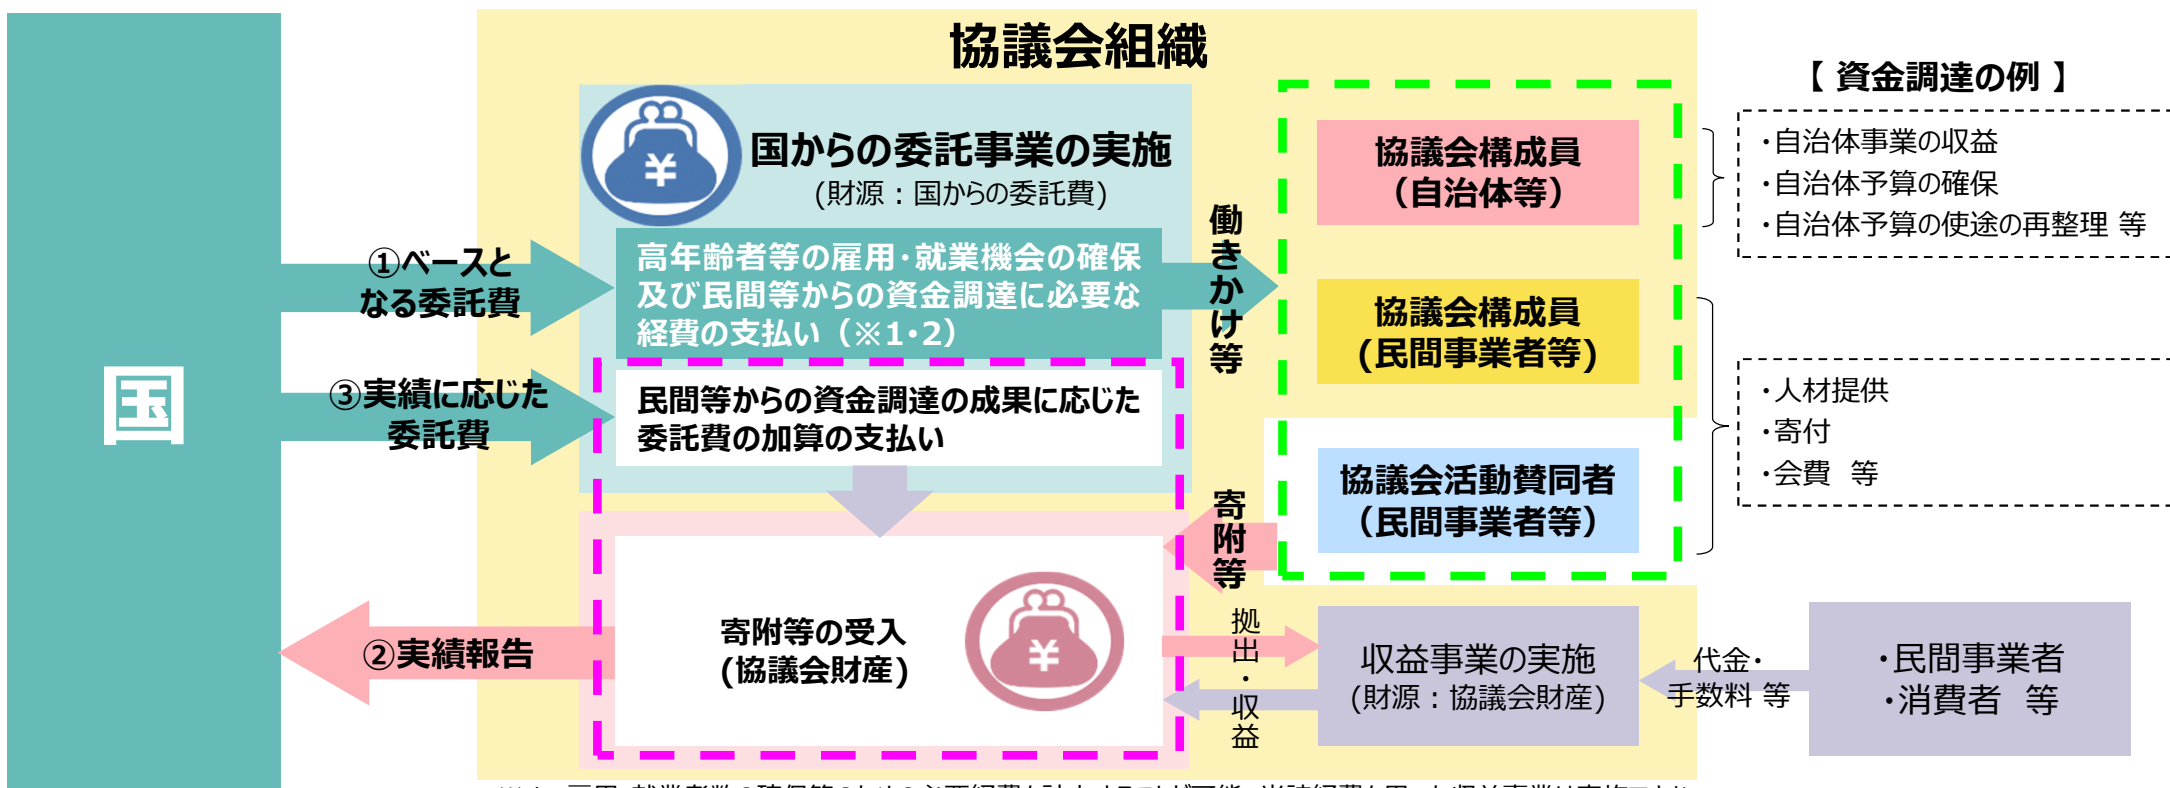 協議会組織
国からの委託事業の実施
(財源：国からの委託費)
高年齢者等の雇用・就業機会の確保
及び民間等からの資金調達に必要な
経費の支払い（※1・2）
民間等からの資金調達の成果に応じた
委託費の加算の支払い
国
①ベースと
なる委託費
③実績に応じた
委託費
②実績報告
働きかけ等
寄附等
寄附等の受入
(協議会財産)
協議会構成員
（自治体等）
協議会構成員
(民間事業者等)
協議会活動賛同者
（民間事業者等）
【 資金調達の例 】
・自治体事業の収益
・自治体予算の確保
・自治体予算の使途の再整理 等
・人材提供
・寄付
・会費 等
拠出・収益
収益事業の実施
(財源：協議会財産)
代金・
手数料 等
・民間事業者
・消費者 等